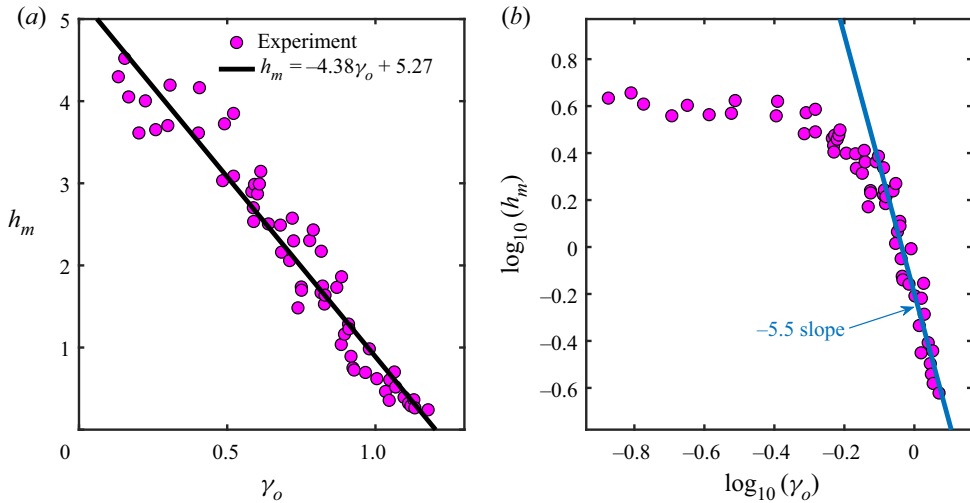 (a)
5
4
3
2
1
0
0.5
1.0
h_m
γ_o
Experiment
h_m = –4.38γ_o + 5.27
(b)
0.8
0.6
0.4
0.2
0
–0.2
–0.4
–0.6
–0.8
–0.6
–0.4
–0.2
0
log₁₀ (h_m)
log₁₀ (γ_o)
–5.5 slope